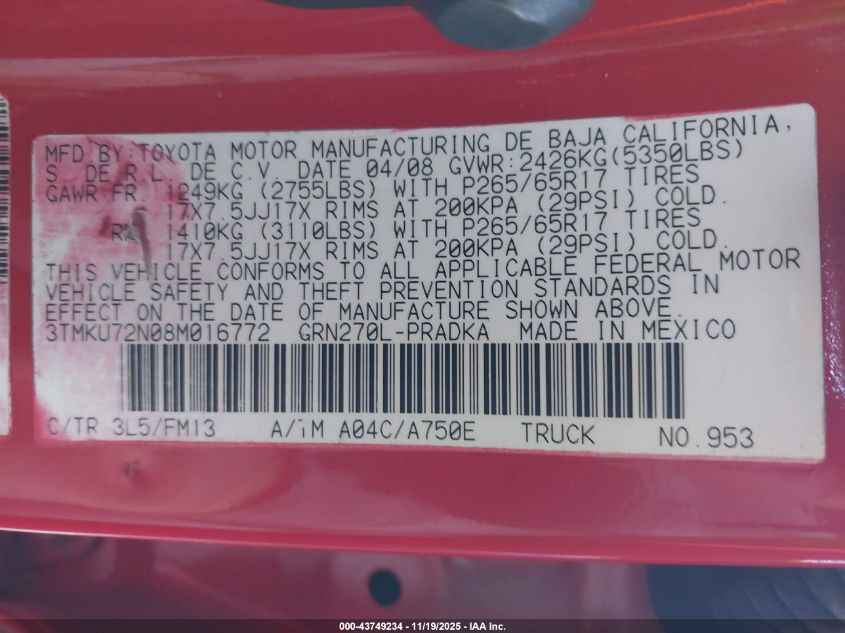 MFD BY:TOYOTA MOTOR MANUFACTURING DE BAJA CALIFORNIA,
S. DE R.L. DE C.V. DATE 04/08 GVWR:2426KG(5350LBS)
GAWR FR. 1249KG (2755LBS) WITH P265/65R17 TIRES
17X7.5JJ17X RIMS AT 200KPA (29PSI) COLD.
RR 1410KG (3110LBS) WITH P265/65R17 TIRES
17X7.5JJ17X RIMS AT 200KPA (29PSI) COLD.
THIS VEHICLE CONFORMS TO ALL APPLICABLE FEDERAL MOTOR
VEHICLE SAFETY AND THEFT PREVENTION STANDARDS IN
EFFECT ON THE DATE OF MANUFACTURE SHOWN ABOVE.
3TMKU72N08M016772 GRN270L-PRADKA MADE IN MEXICO
C/TR 3L5/FM13 A/TM A04C/A750E TRUCK NO.953
000-43749234 - 11/19/2025 - IAA Inc.